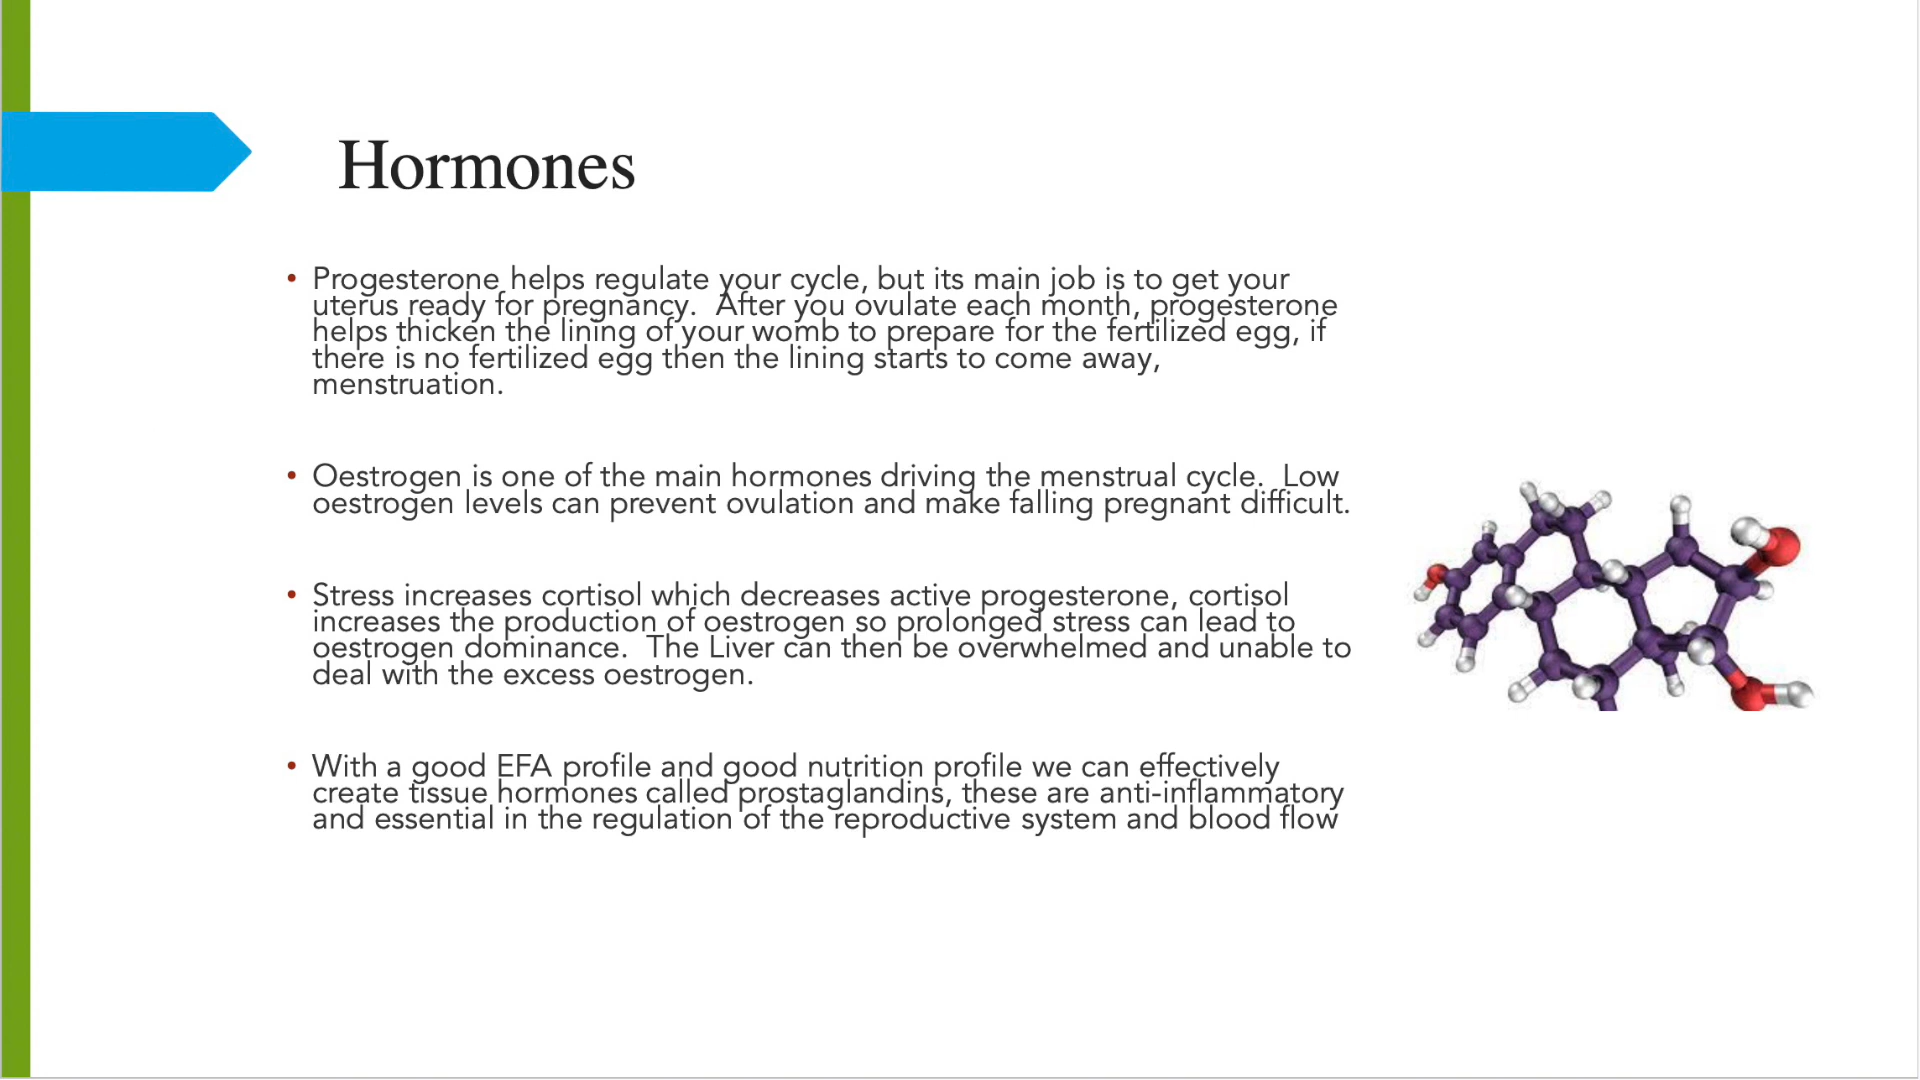 Hormones
• Progesterone helps regulate your cycle, but its main job is to get your
uterus ready for pregnancy.  After you ovulate each month, progesterone
helps thicken the lining of your womb to prepare for the fertilized egg, if
there is no fertilized egg then the lining starts to come away,
menstruation.
• Oestrogen is one of the main hormones driving the menstrual cycle.  Low
oestrogen levels can prevent ovulation and make falling pregnant difficult.
• Stress increases cortisol which decreases active progesterone, cortisol
increases the production of oestrogen so prolonged stress can lead to
oestrogen dominance.  The Liver can then be overwhelmed and unable to
deal with the excess oestrogen.
• With a good EFA profile and good nutrition profile we can effectively
create tissue hormones called prostaglandins, these are anti-inflammatory
and essential in the regulation of the reproductive system and blood flow